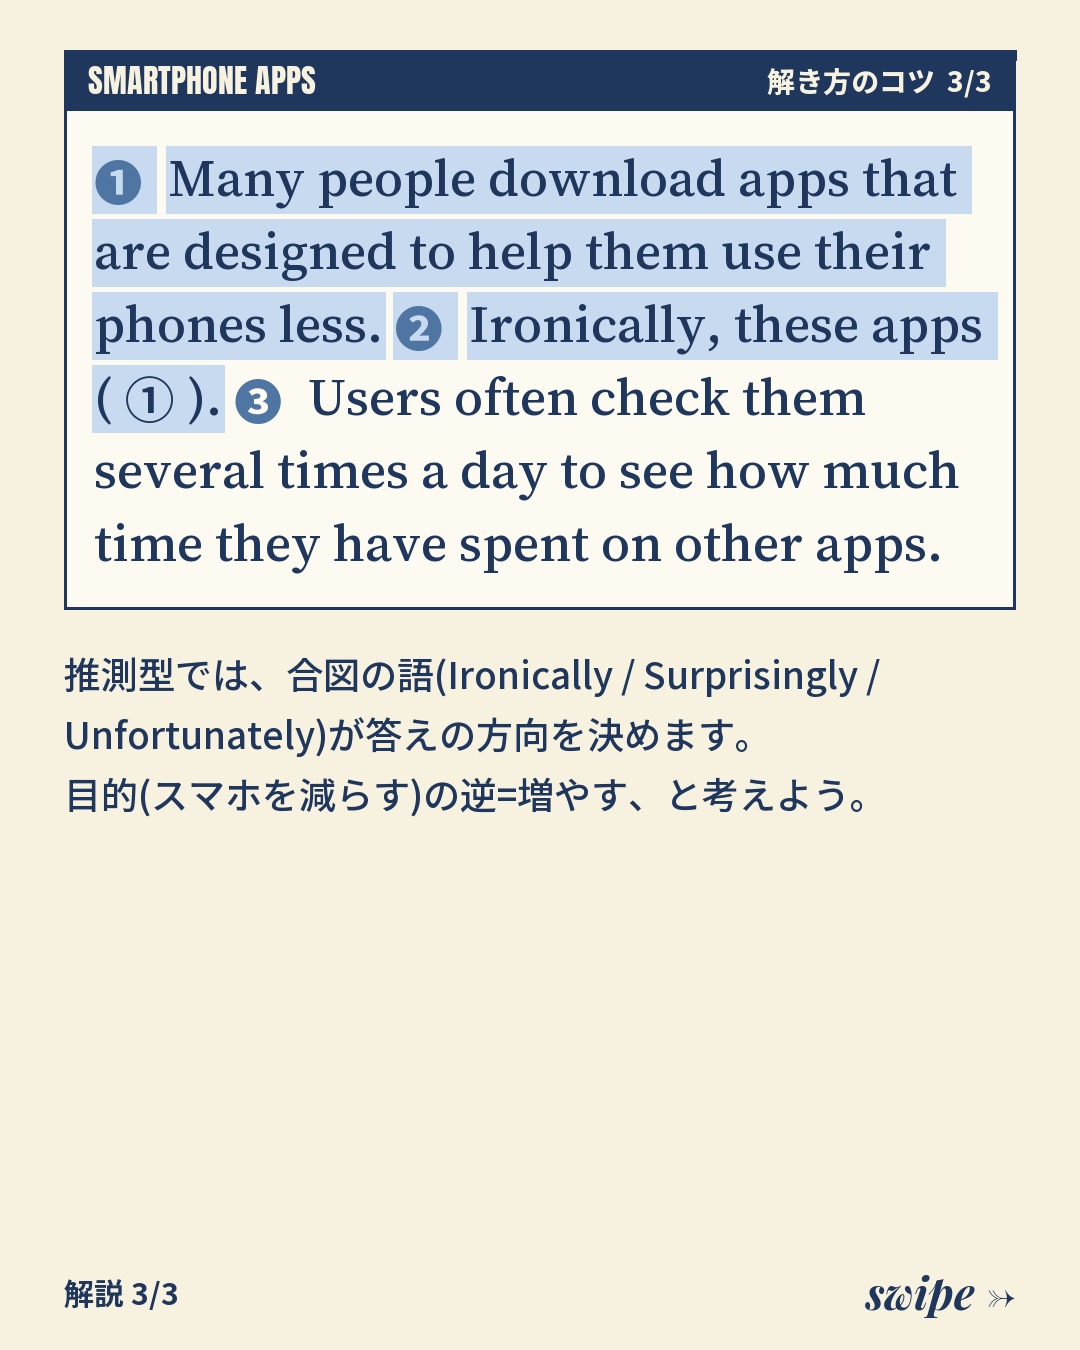 SMARTPHONE APPS 解き方のコツ 3/3
❶ Many people download apps that
are designed to help them use their
phones less. ❷ Ironically, these apps
( ① ). ❸ Users often check them
several times a day to see how much
time they have spent on other apps.
推測型では、合図の語(Ironically / Surprisingly /
Unfortunately)が答えの方向を決めます。
目的(スマホを減らす)の逆=増やす、と考えよう。
解説 3/3
swipe